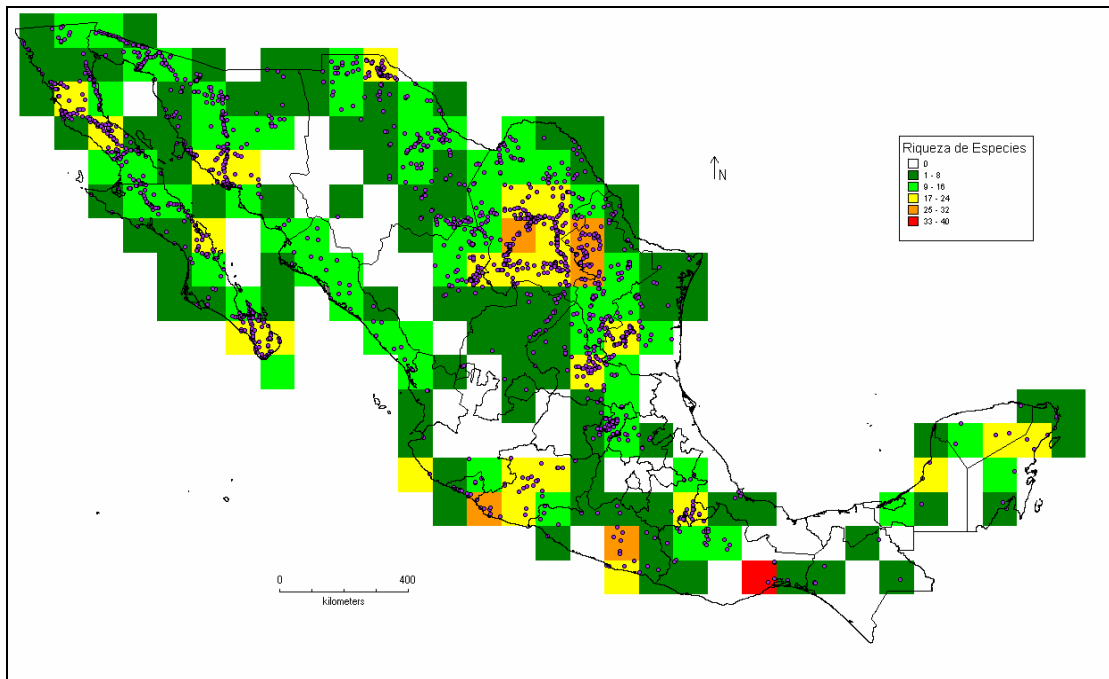 Riqueza de Especies
0
1 - 8
9 - 16
17 - 24
25 - 32
33 - 40
N
0 400
kilometers